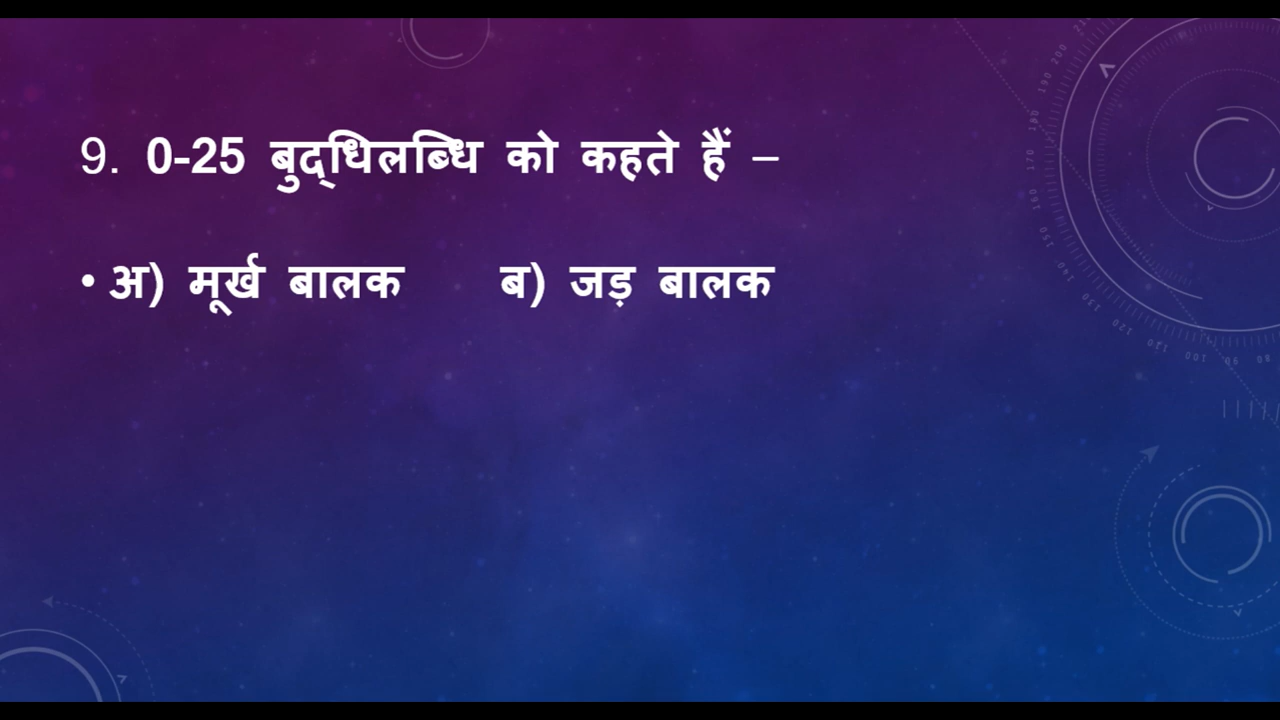 9. 0-25 बुद्धिलब्धि को कहते हैं –
• अ) मूर्ख बालक ब) जड़ बालक